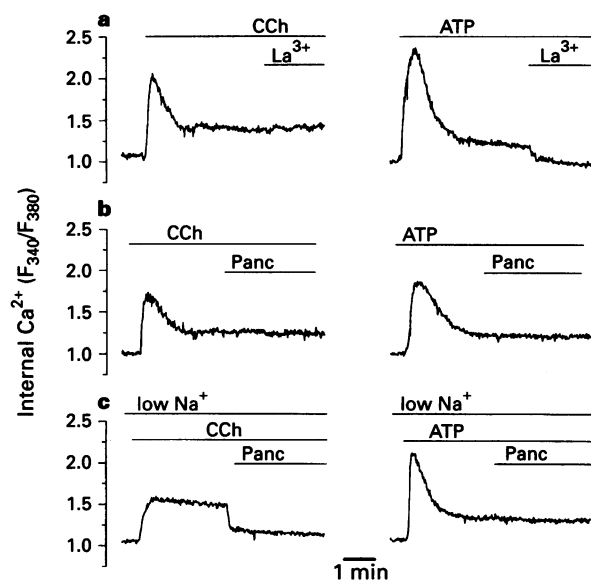 a
CCh
La3+
ATP
La3+
2.5
2.0
1.5
1.0
b
CCh
Panc
ATP
Panc
2.5
2.0
1.5
1.0
c
low Na+
CCh
Panc
low Na+
ATP
Panc
2.5
2.0
1.5
1.0
Internal Ca2+ (F340/F380)
1 min